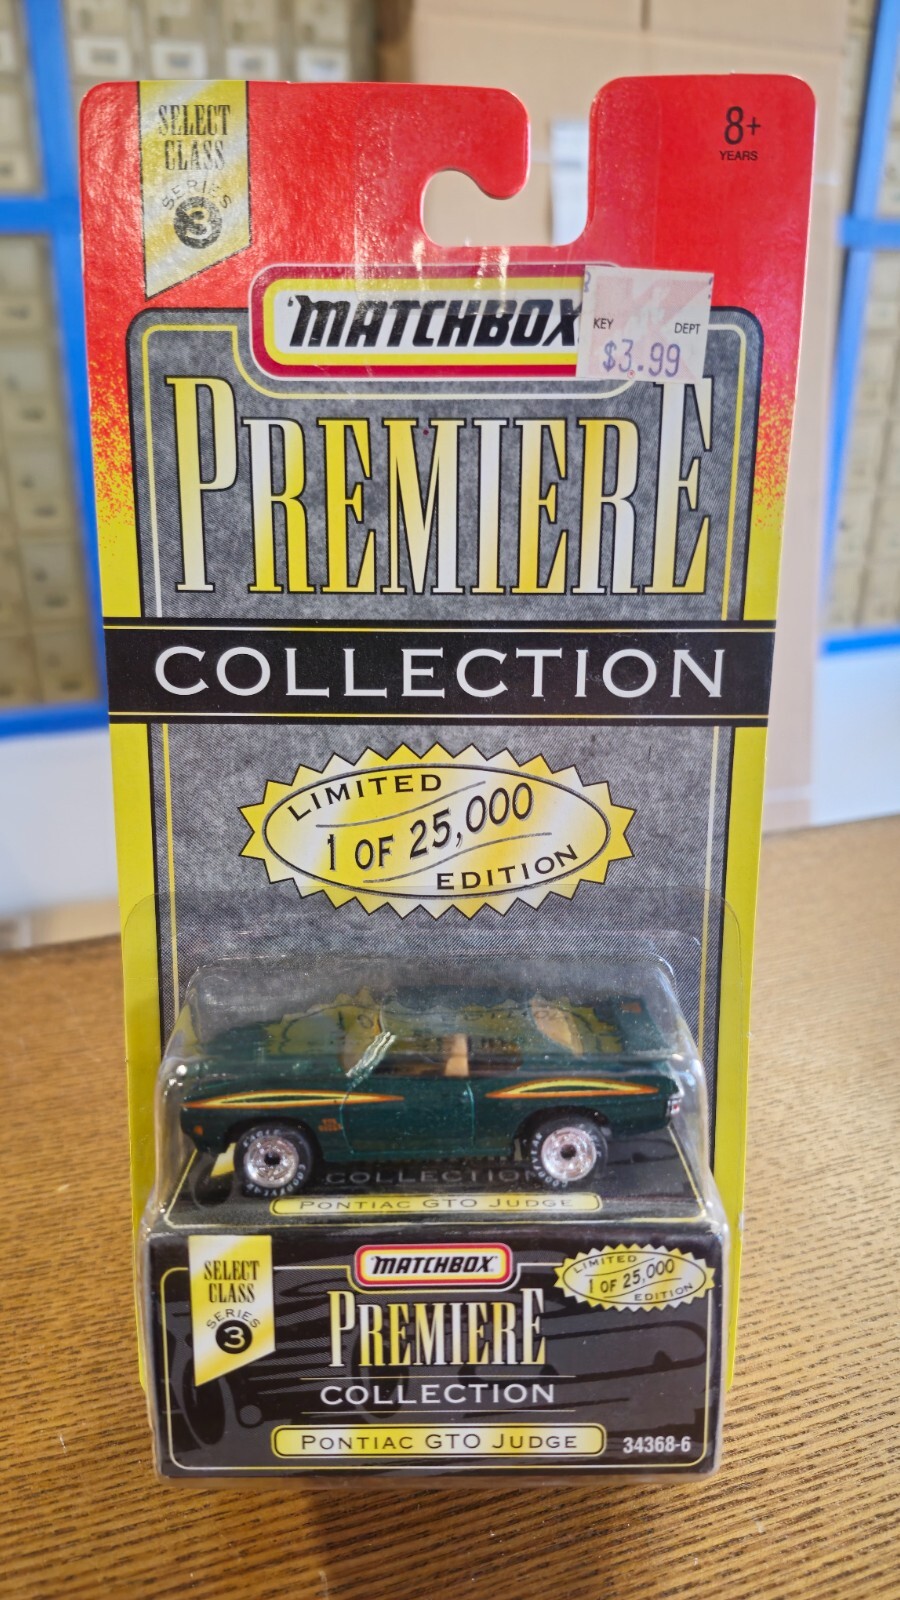 SELECT
CLASS
SERIES
3
8+
YEARS
MATCHBOX
KEY DEPT
$3.99
PREMIERE
COLLECTION
LIMITED
1 OF 25,000
EDITION
COLLECTION
PONTIAC GTO JUDGE
SELECT
CLASS
SERIES
3
MATCHBOX
PREMIERE
COLLECTION
LIMITED
1 OF 25,000
EDITION
PONTIAC GTO JUDGE
34368-6